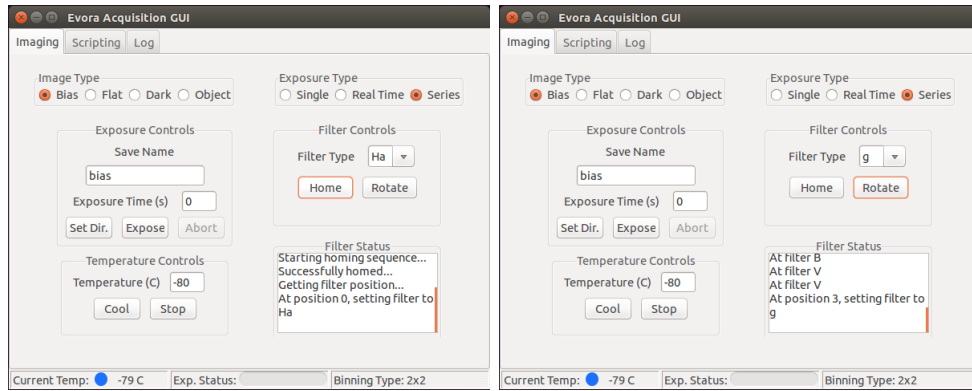 Evora Acquisition GUI
Imaging Scripting Log
Image Type
Bias Flat Dark Object
Exposure Type
Single Real Time Series
Exposure Controls
Save Name
bias
Exposure Time (s) 0
Set Dir. Expose Abort
Filter Controls
Filter Type Ha
Home Rotate
Temperature Controls
Temperature (C) -80
Cool Stop
Filter Status
Starting homing sequence...
Successfully homed...
Getting filter position...
At position 0, setting filter to
Ha
Current Temp: -79 C Exp. Status: Binning Type: 2x2
Evora Acquisition GUI
Imaging Scripting Log
Image Type
Bias Flat Dark Object
Exposure Type
Single Real Time Series
Exposure Controls
Save Name
bias
Exposure Time (s) 0
Set Dir. Expose Abort
Filter Controls
Filter Type g
Home Rotate
Temperature Controls
Temperature (C) -80
Cool Stop
Filter Status
At filter B
At filter V
At filter V
At position 3, setting filter to
g
Current Temp: -79 C Exp. Status: Binning Type: 2x2